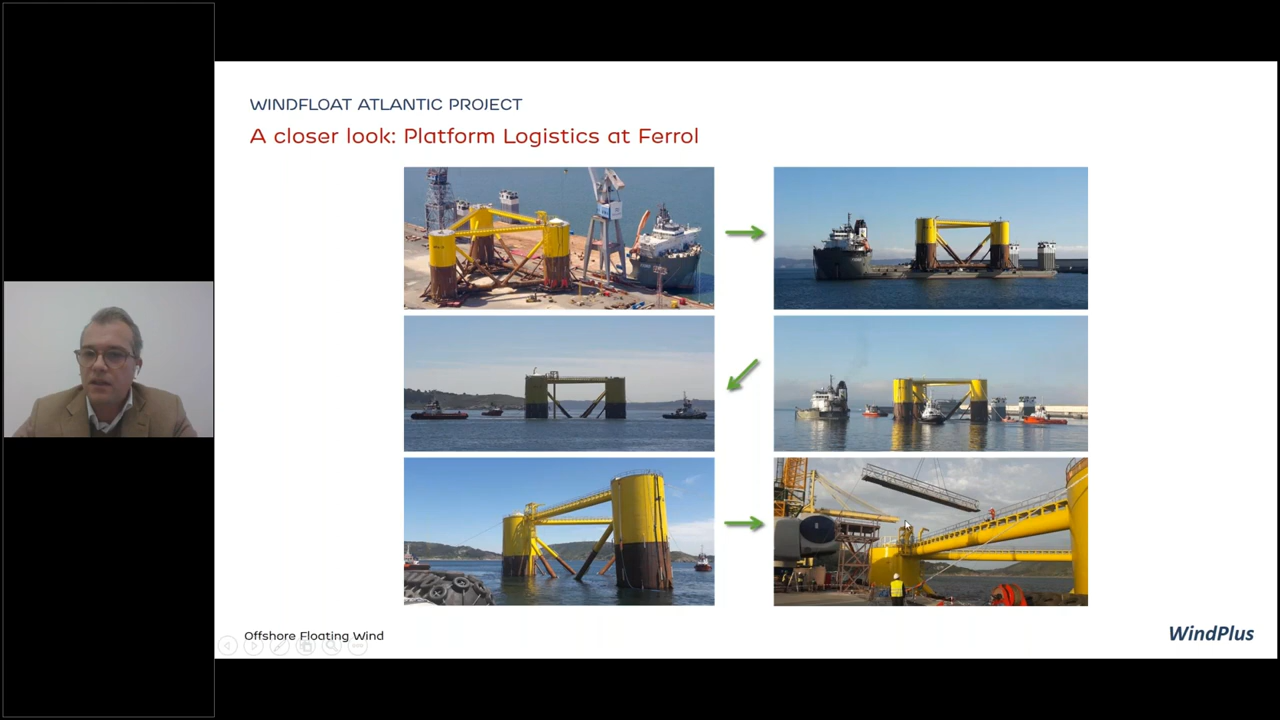 WINDFLOAT ATLANTIC PROJECT
A closer look: Platform Logistics at Ferrol
Offshore Floating Wind
WindPlus